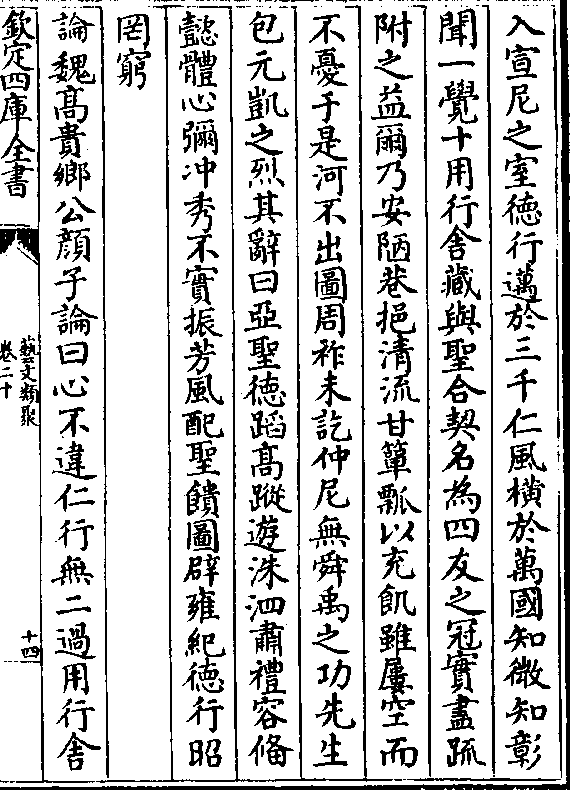 入宣尼之室德行邁於三千仁風橫於萬國知微知彰
聞一覺十用行舎藏與聖合契名為四友之冠實盡䟽
附之益爾乃安陋巷挹清流甘簞瓢以充飢雖屢空而
不憂于是河不出圖周祚未訖仲尼無舜禹之功先生
包元凱之烈其辭曰亞聖德蹈髙蹤遊洙泗肅禮容備
懿體心彌冲秀不實振芳風配聖饋圖辟雍紀德行昭
罔窮
論魏髙貴鄉公顔子論曰心不違仁行無二過用行舎
欽定四庫全書
藝文類聚
卷二十
十四